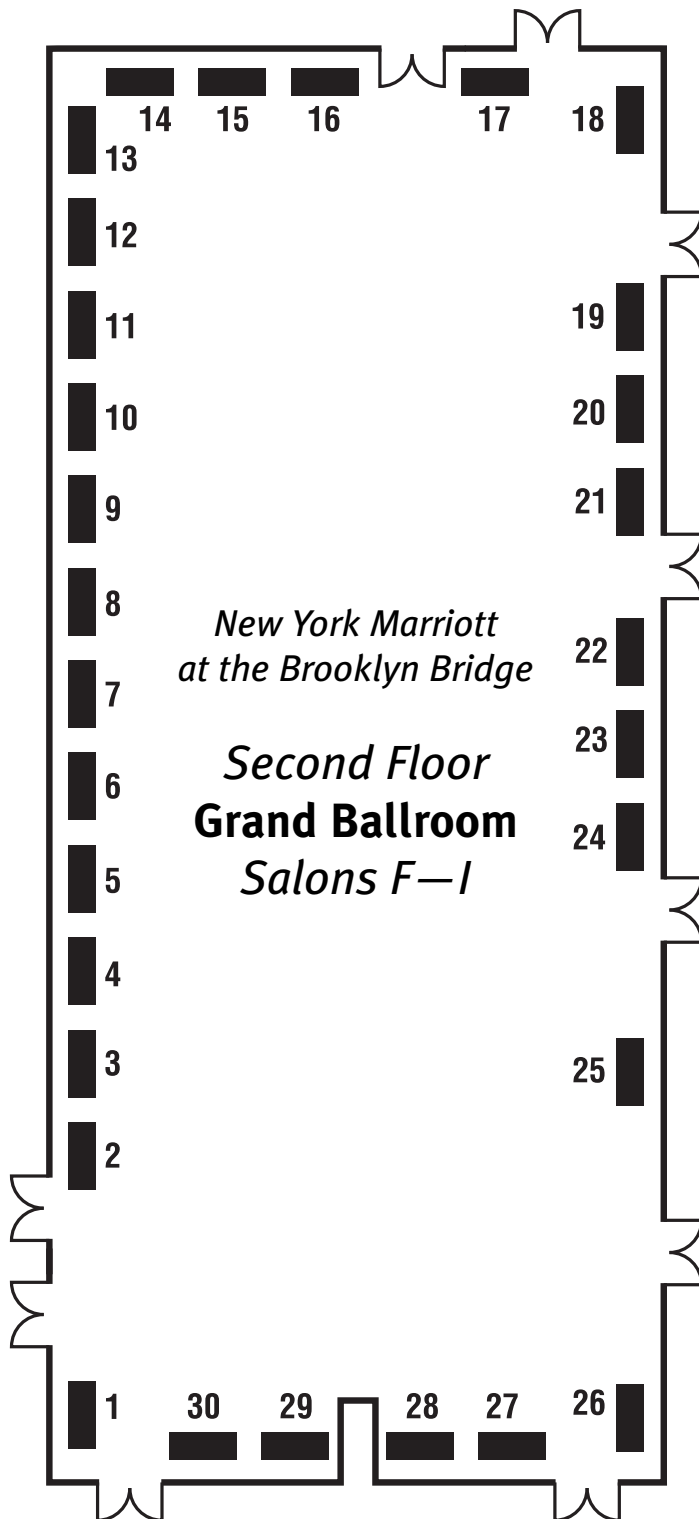 14 15 16 17 18
13
12
11 19
10 20
9 21
8
New York Marriott
at the Brooklyn Bridge
22
7
23
6
Second Floor
Grand Ballroom
24
5
Salons F—I
4
3 25
2
1 30 29 28 27 26